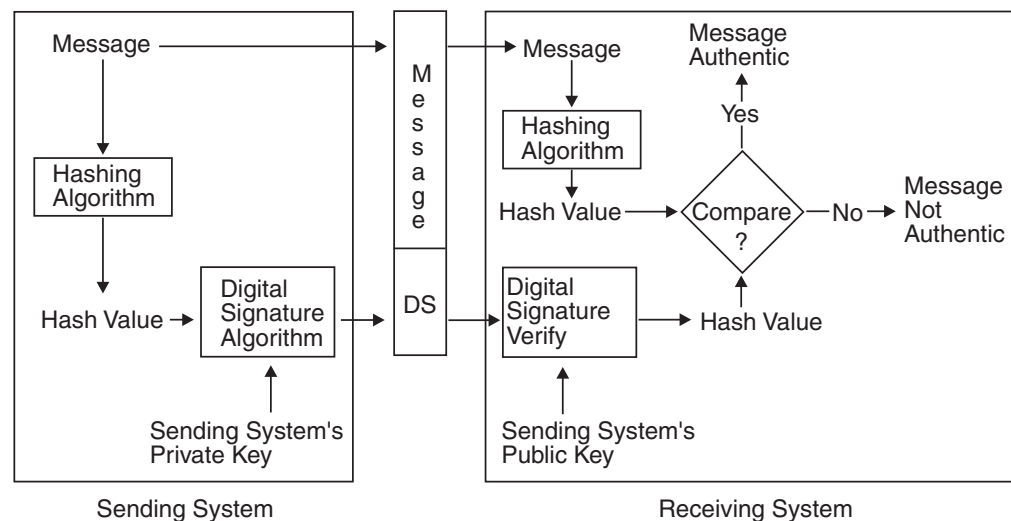 Message
Hashing
Algorithm
Hash Value
Digital
Signature
Algorithm
Sending System's
Private Key
Sending System
Message
DS
Message
Hashing
Algorithm
Hash Value
Digital
Signature
Verify
Sending System's
Public Key
Hash Value
Compare
?
Yes
Message
Authentic
No
Message
Not
Authentic
Receiving System